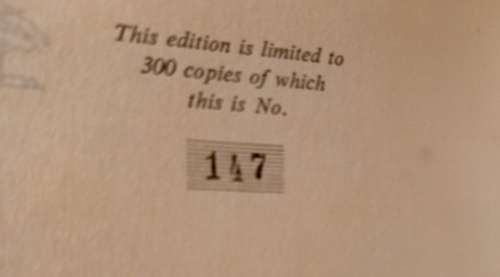 This edition is limited to
300 copies of which
this is No.
147